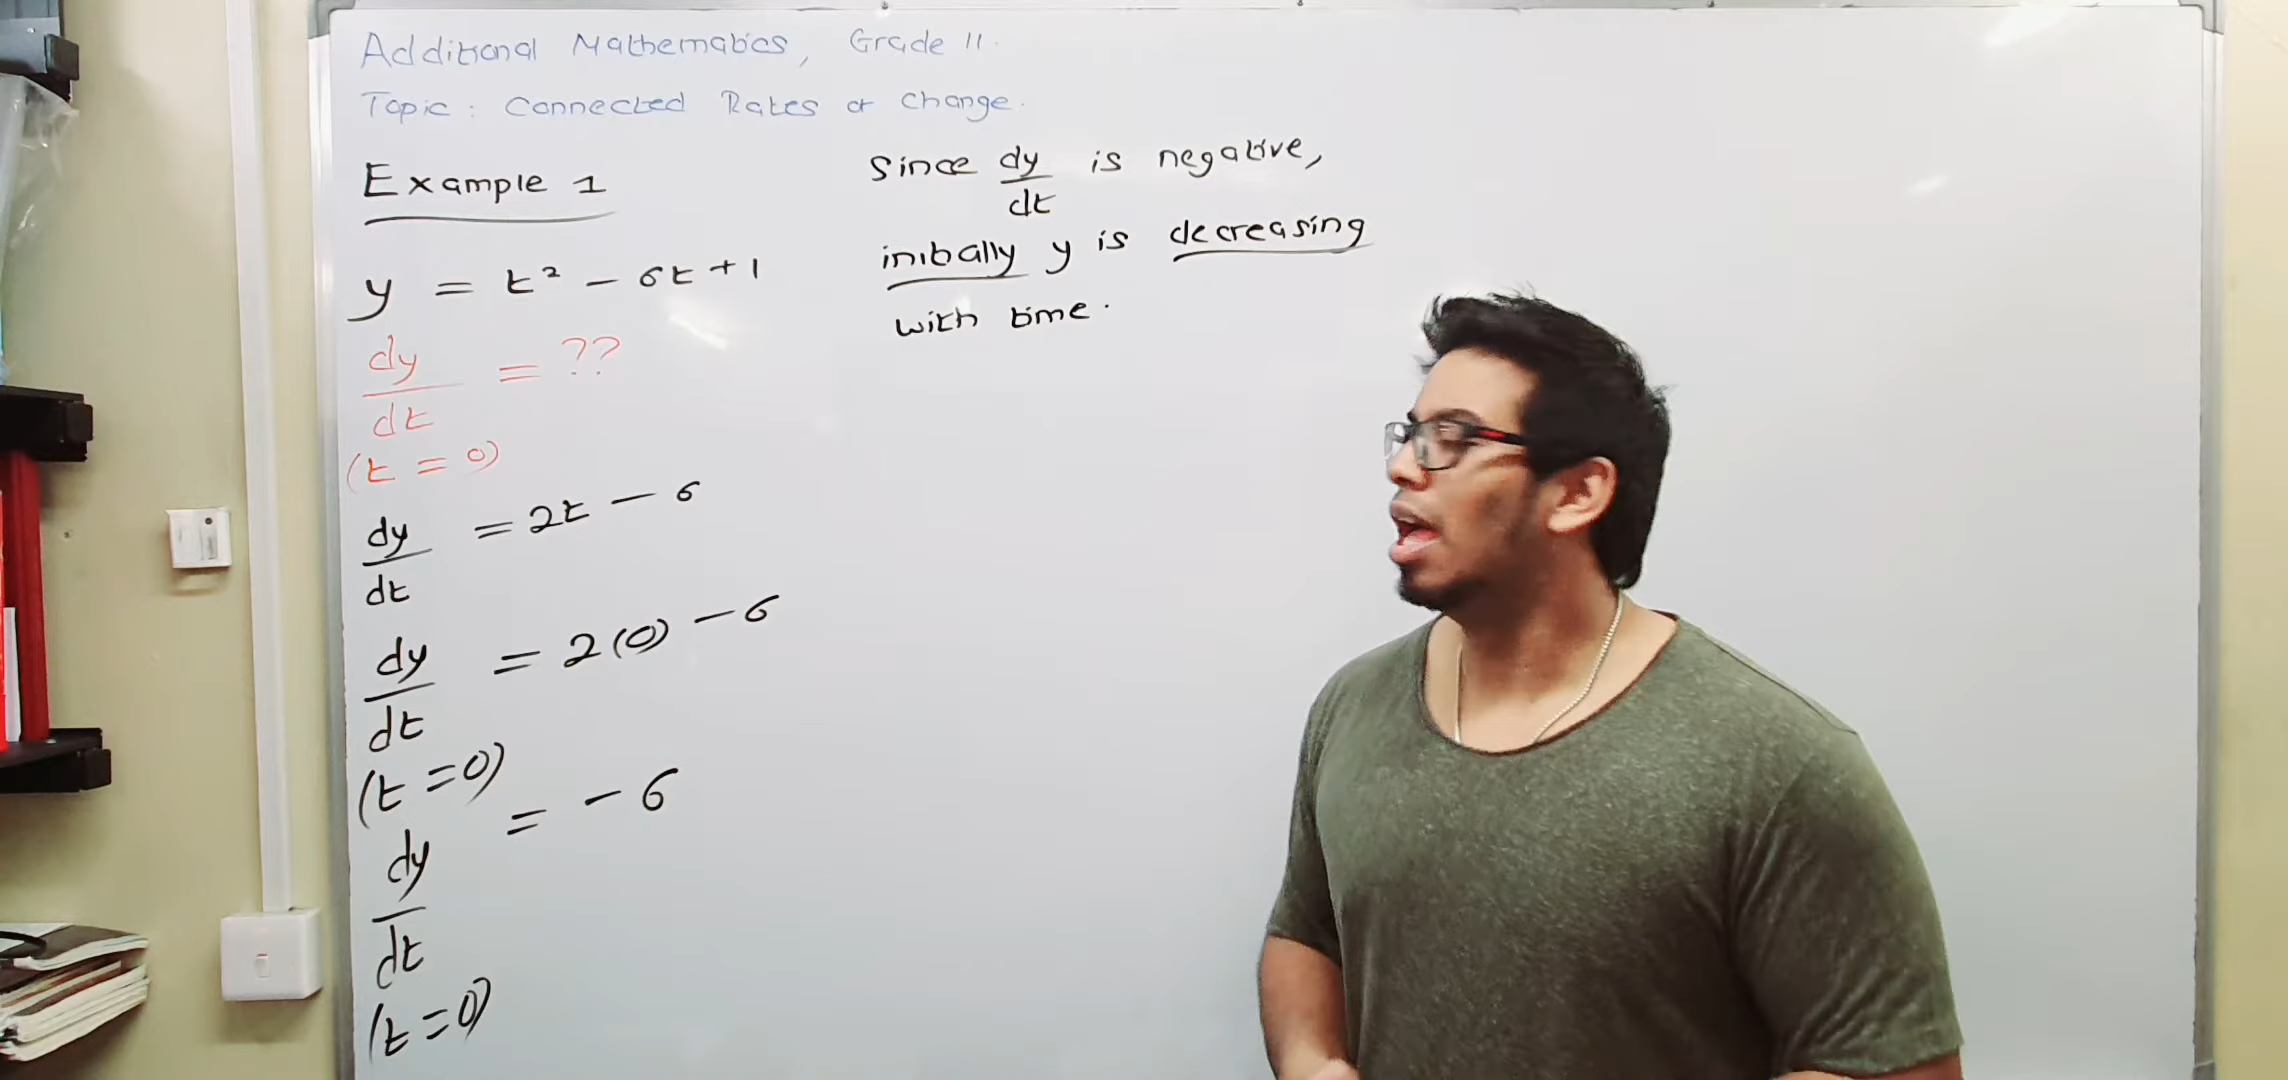 Additional Mathematics, Grade 11.
Topic: Connected Rates of Change.
Example 1
y = t² - 6t + 1
dy/dt = ??
(t = 0)
dy/dt = 2t - 6
dy/dt = 2(0) - 6
(t = 0)
dy/dt = - 6
(t = 0)
Since dy/dt is negative,
initially y is decreasing
with time.